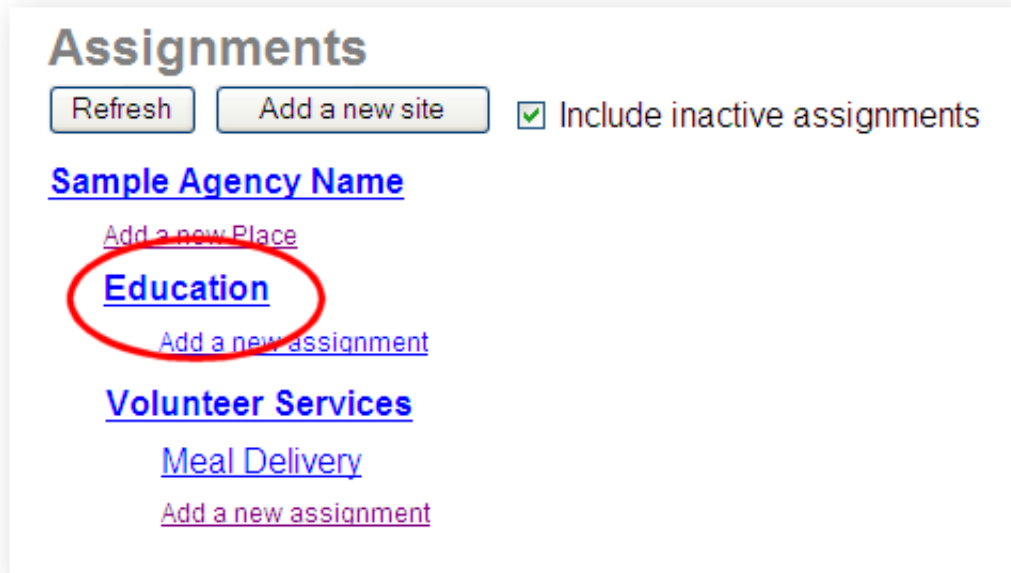 Assignments
Refresh Add a new site Include inactive assignments
Sample Agency Name
Add a new Place
Education
Add a new assignment
Volunteer Services
Meal Delivery
Add a new assignment